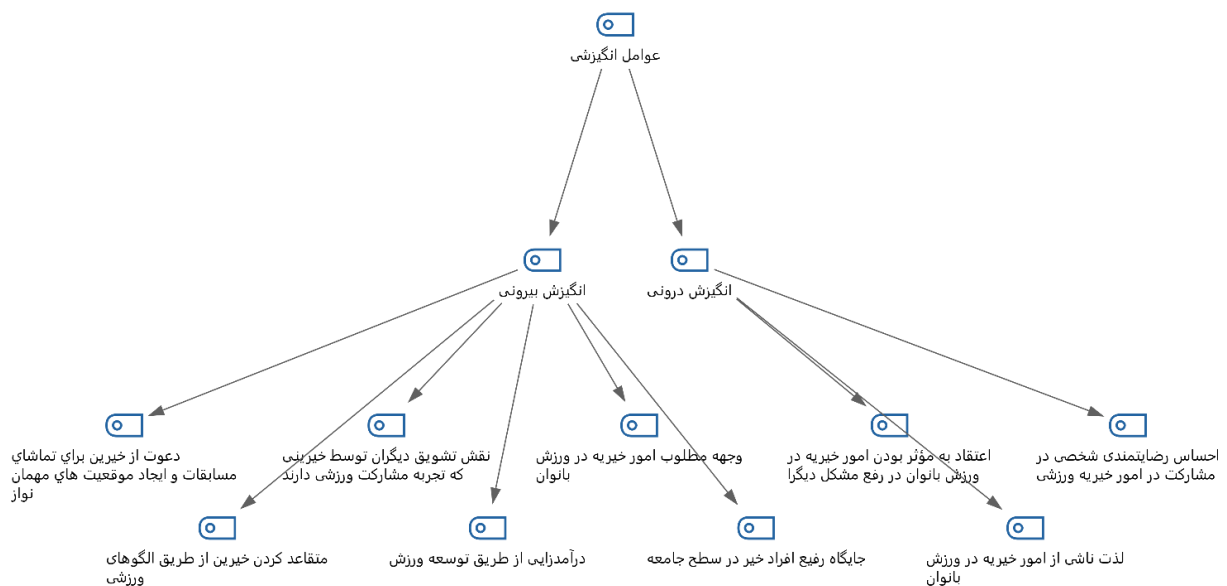 عوامل انگیزشی
انگیزش درونی
انگیزش بیرونی
احساس رضایتمندی شخصی در
مشارکت در امور خیریه ورزشی
اعتقاد به مؤثر بودن امور خیریه در
ورزش بانوان در رفع مشکل دیگرا
وجهه مطلوب امور خیریه در ورزش
بانوان
نقش تشویق دیگران توسط خیرینی
که تجربه مشارکت ورزشی دارند
دعوت از خیرین براي تماشاي
مسابقات و ایجاد موقعیت هاي مهمان
نواز
لذت ناشی از امور خیریه در ورزش
بانوان
جایگاه رفیع افراد خیر در سطح جامعه
درآمدزایی از طریق توسعه ورزش
متقاعد کردن خیرین از طریق الگوهای
ورزشی